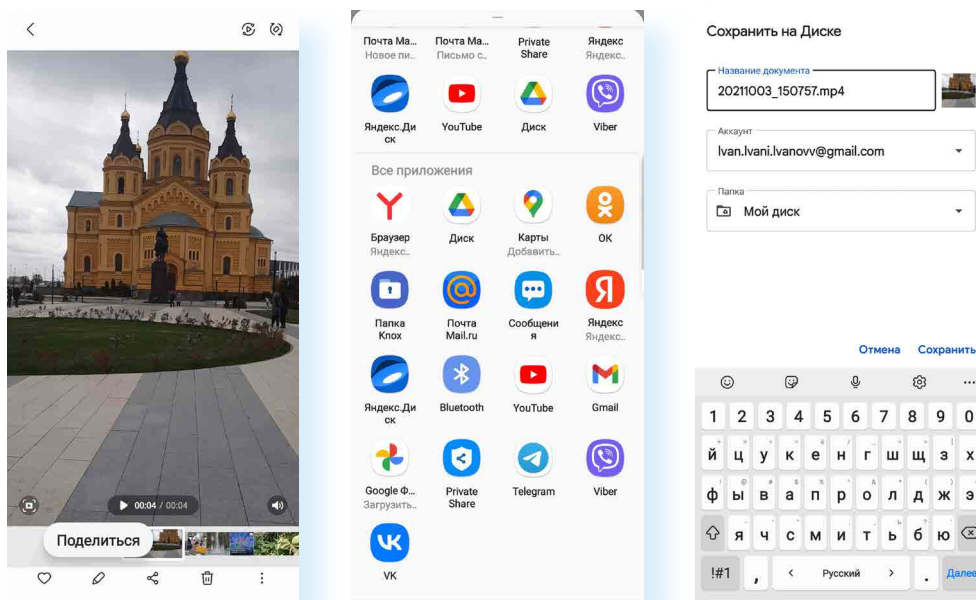 00:04 / 00:04
Поделиться
Почта Ma...
Почта Ma...
Private
Share
Яндекс
Новое пи..
Письмо с..
Яндекс..
Яндекс.Ди
ск
YouTube
Диск
Viber
Все приложения
Браузер
Яндекс..
Диск
Карты
Добавить..
OK
Папка
Knox
Почта
Mail.ru
Сообщени
я
Яндекс
Яндекс..
Яндекс.Ди
ск
Bluetooth
YouTube
Gmail
Google Ф...
Загрузить..
Private
Share
Telegram
Viber
VK
Сохранить на Диске
Название документа
20211003_150757.mp4
Аккаунт
Ivan.Ivani.Ivanovv@gmail.com
Папка
Мой диск
Отмена Сохранить
1 2 3 4 5 6 7 8 9 0
й ц у к е н г ш щ з х
ф ы в а п р о л д ж э
я ч с м и т ь б ю
!#1 , < Русский > . Далее